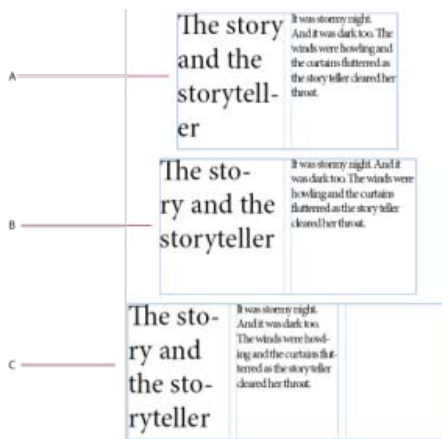 A
The story
and the
storytell-
er
It was stormy night.
And it was dark too. The
winds were howling and
the curtains flutterred as
the story teller cleared her
throat.
B
The sto-
ry and the
storyteller
It was stormy night. And it
was dark too. The winds were
howling and the curtains
flutterred as the story teller
cleared her throat.
C
The sto-
ry and
the sto-
ryteller
It was stormy night.
And it was dark too.
The winds were howl-
ing and the curtains flut-
terred as the story teller
cleared her throat.